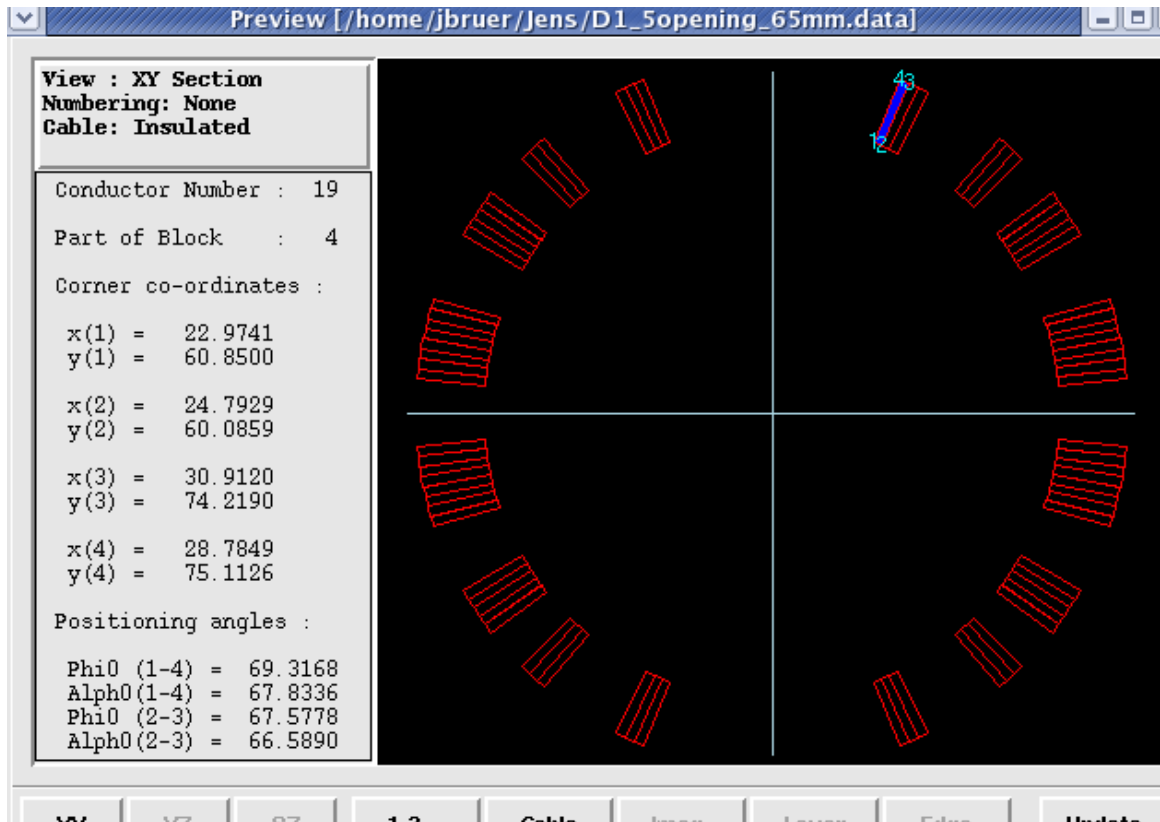 Preview [/home/jbruer/Jens/D1_5opening_65mm.data]
View : XY Section
Numbering: None
Cable: Insulated
Conductor Number : 19
Part of Block : 4
Corner co-ordinates :
x(1) = 22.9741
y(1) = 60.8500
x(2) = 24.7929
y(2) = 60.0859
x(3) = 30.9120
y(3) = 74.2190
x(4) = 28.7849
y(4) = 75.1126
Positioning angles :
Phi0 (1-4) = 69.3168
Alph0(1-4) = 67.8336
Phi0 (2-3) = 67.5778
Alph0(2-3) = 66.5890
43
12